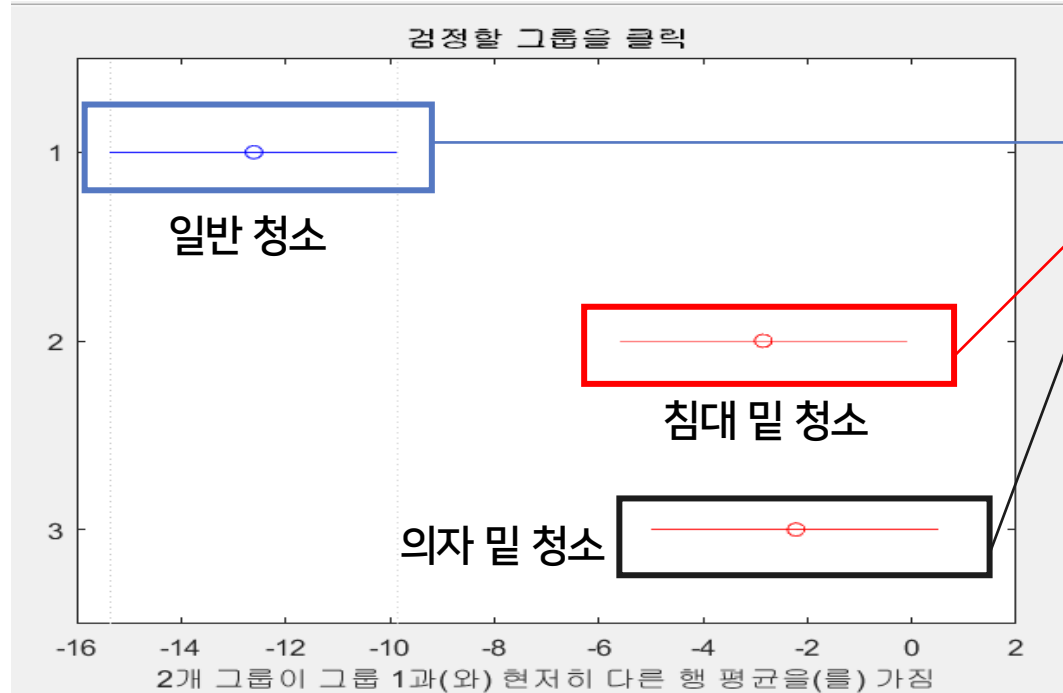 검정할 그룹을 클릭
1
일반 청소
2
침대 밑 청소
3
의자 밑 청소
-16 -14 -12 -10 -8 -6 -4 -2 0 2
2개 그룹이 그룹 1과(와) 현저히 다른 행 평균을(를) 가짐